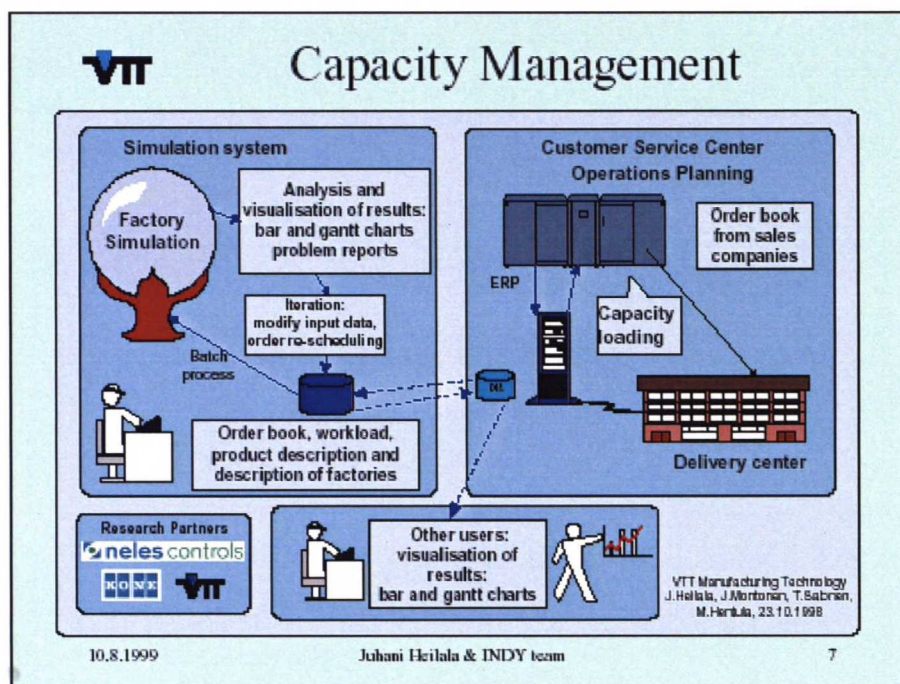 VTT
Capacity Management
Simulation system
Factory
Simulation
Analysis and
visualisation of results:
bar and gantt charts
problem reports
Iteration:
modify input data,
order re-scheduling
Batch
process
Order book, workload,
product description and
description of factories
Customer Service Center
Operations Planning
Order book
from sales
companies
ERP
Capacity
loading
Delivery center
Research Partners
neles controls
KONE
VTT
Other users:
visualisation of
results:
bar and gantt charts
VTT Manufacturing Technology
J.Heilala, J.Montonen, T.
M.Hentula, 23.10.1998
10.8.1999
Juhani Heilala & INDY team
7